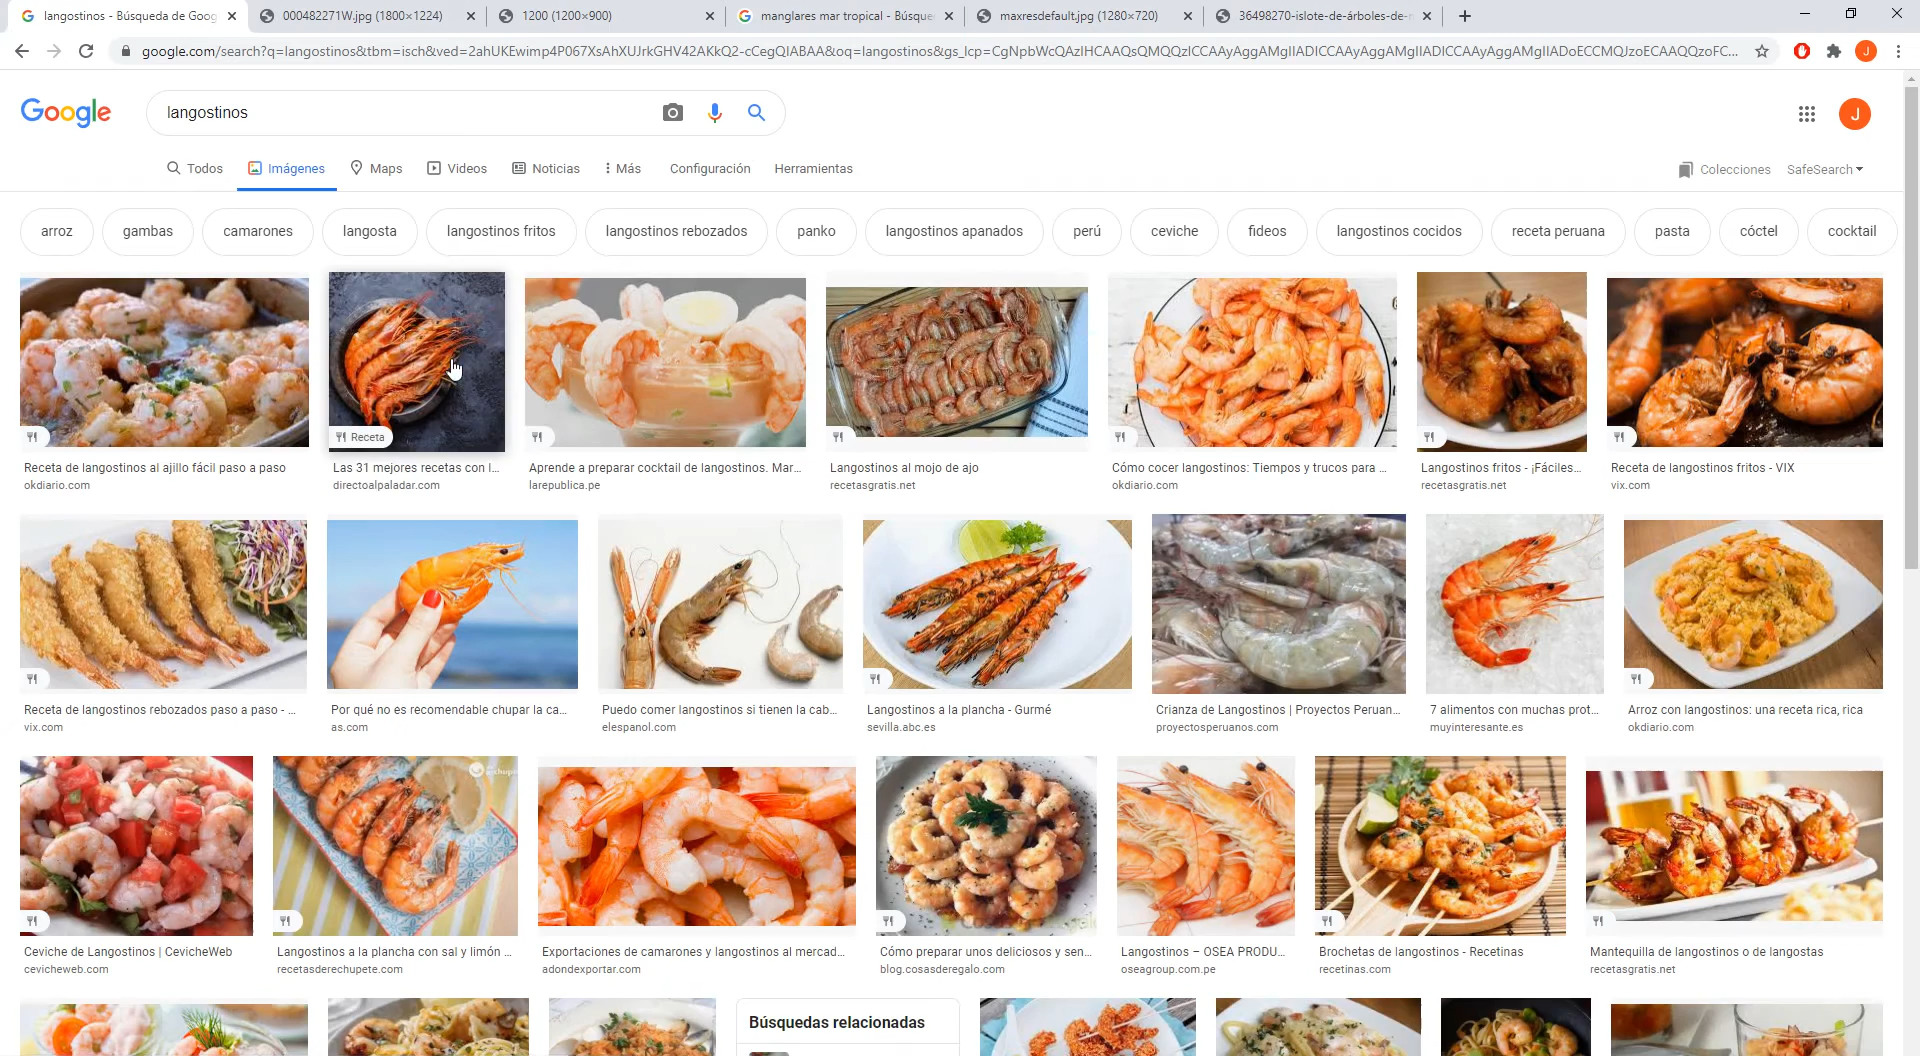 langostinos - Búsqueda de Goog
000482271W.jpg (1800×1224)
1200 (1200×900)
manglares mar tropical - Búsque
maxresdefault.jpg (1280×720)
36498270-islote-de-árboles-de-
google.com/search?q=langostinos&tbm=isch&ved=
J
Google
langostinos
J
Todos
Imágenes
Maps
Videos
Noticias
Más
Configuración
Herramientas
Colecciones
SafeSearch
arroz
gambas
camarones
langosta
langostinos fritos
langostinos rebozados
panko
langostinos apanados
perú
ceviche
fideos
langostinos cocidos
receta peruana
pasta
cóctel
cocktail
Receta
Receta de langostinos al ajillo fácil paso a paso
okdiario.com
Las 31 mejores recetas con l...
directoalpaladar.com
Aprende a preparar cocktail de langostinos. Mar...
larepublica.pe
Langostinos al mojo de ajo
recetasgratis.net
Cómo cocer langostinos: Tiempos y trucos para ...
okdiario.com
Langostinos fritos - ¡Fáciles...
recetasgratis.net
Receta de langostinos fritos - VIX
vix.com
Receta de langostinos rebozados paso a paso - ...
vix.com
Por qué no es recomendable chupar la ca...
as.com
Puedo comer langostinos si tienen la cab...
elespanol.com
Langostinos a la plancha - Gurmé
sevilla.abc.es
Crianza de Langostinos | Proyectos Peruan...
proyectosperuanos.com
7 alimentos con muchas prot...
muyinteresante.es
Arroz con langostinos: una receta rica, rica
okdiario.com
Ceviche de Langostinos | CevicheWeb
cevicheweb.com
Langostinos a la plancha con sal y limón ...
recetasderechupete.com
Exportaciones de camarones y langostinos al mercad...
adondexportar.com
Cómo preparar unos deliciosos y sen...
blog.cosasderegalo.com
Langostinos – OSEA PRODU...
oseagroup.com.pe
Brochetas de langostinos - Recetinas
recetinas.com
Mantequilla de langostinos o de langostas
recetasgratis.net
Búsquedas relacionadas